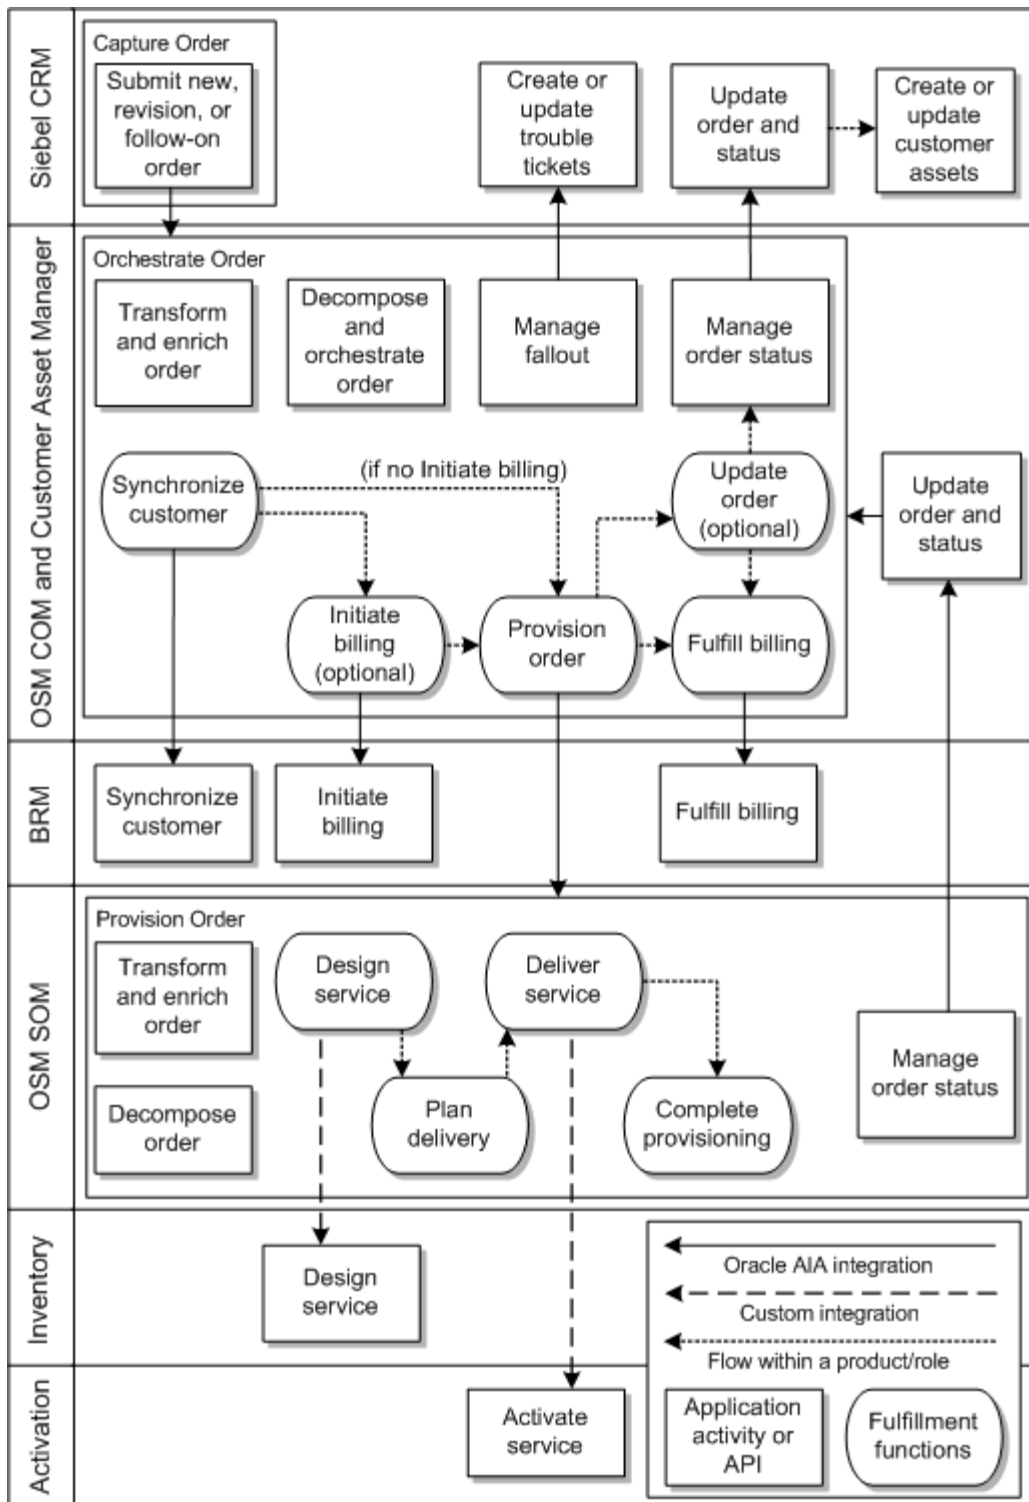 Siebel CRM
Capture Order
Submit new,
revision, or
follow-on
order
Create or
update
trouble
tickets
Update
order and
status
Create or
update
customer
assets
OSM COM and Customer Asset Manager
Orchestrate Order
Transform
and enrich
order
Decompose
and
orchestrate
order
Manage
fallout
Manage
order status
Synchronize
customer
(if no Initiate billing)
Update
order
(optional)
Update
order and
status
Initiate
billing
(optional)
Provision
order
Fulfill billing
BRM
Synchronize
customer
Initiate
billing
Fulfill billing
OSM SOM
Provision Order
Transform
and enrich
order
Design
service
Deliver
service
Manage
order status
Decompose
order
Plan
delivery
Complete
provisioning
Inventory
Design
service
Oracle AIA integration
Custom integration
Flow within a product/role
Application
activity or
API
Fulfillment
functions
Activation
Activate
service